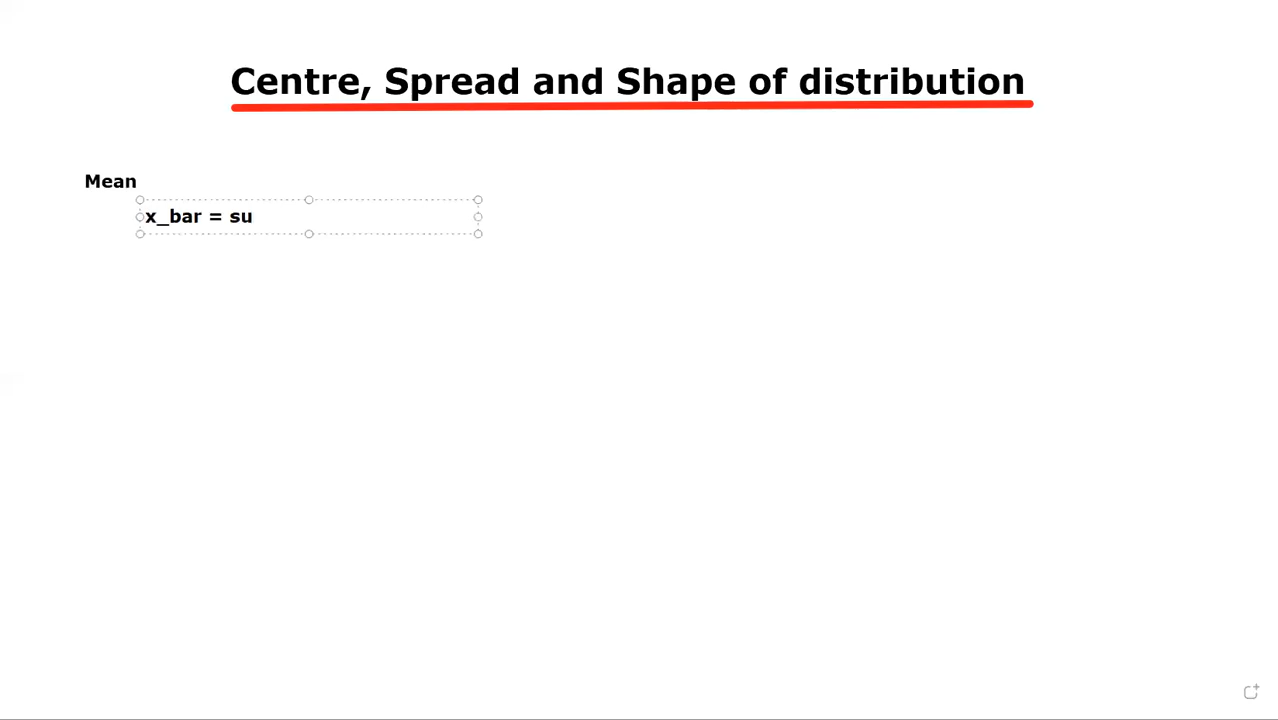 Centre, Spread and Shape of distribution
Mean
x_bar = su